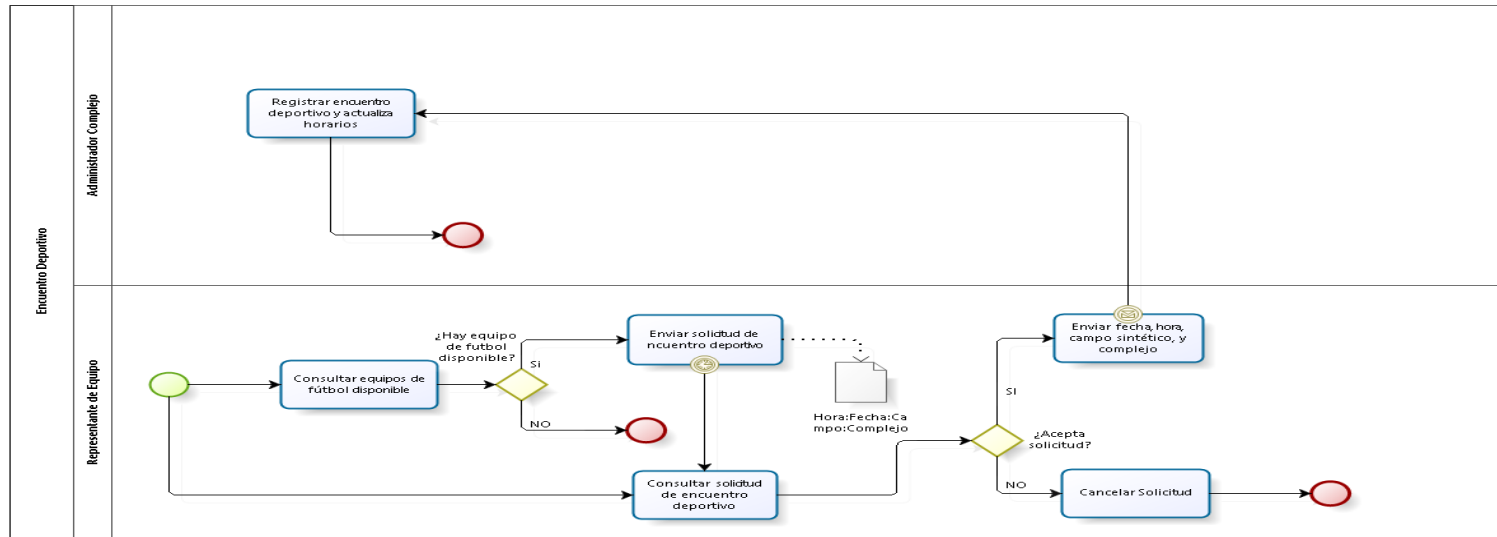 Encuentro Deportivo
Administrador Complejo
Registrar encuentro
deportivo y actualiza
horarios
Representante de Equipo
Consultar equipos de
fútbol disponible
¿Hay equipo
de futbol
disponible?
Si
NO
Enviar solicitud de
ncuentro deportivo
Hora:Fecha:Ca
mpo:Complejo
Consultar solicitud
de encuentro
deportivo
¿Acepta
solicitud?
SI
NO
Enviar fecha, hora,
campo sintético, y
complejo
Cancelar Solicitud